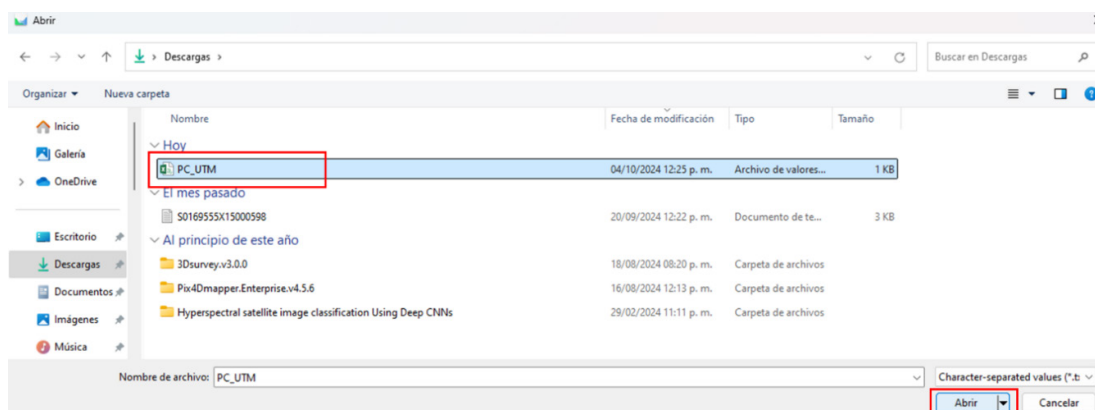 Abrir
Descargas
Buscar en Descargas
Organizar
Nueva carpeta
Nombre
Fecha de modificación
Tipo
Tamaño
Inicio
Galería
OneDrive
Escritorio
Descargas
Documentos
Imágenes
Música
Hoy
PC_UTM 04/10/2024 12:25 p. m. Archivo de valores... 1 KB
El mes pasado
S0169555X15000598 20/09/2024 12:22 p. m. Documento de te... 3 KB
Al principio de este año
3Dsurvey.v3.0.0 18/08/2024 08:20 p. m. Carpeta de archivos
Pix4Dmapper.Enterprise.v4.5.6 16/08/2024 12:13 p. m. Carpeta de archivos
Hyperspectral satellite image classification Using Deep CNNs 29/02/2024 11:11 p. m. Carpeta de archivos
Nombre de archivo: PC_UTM
Character-separated values (*.t
Abrir
Cancelar